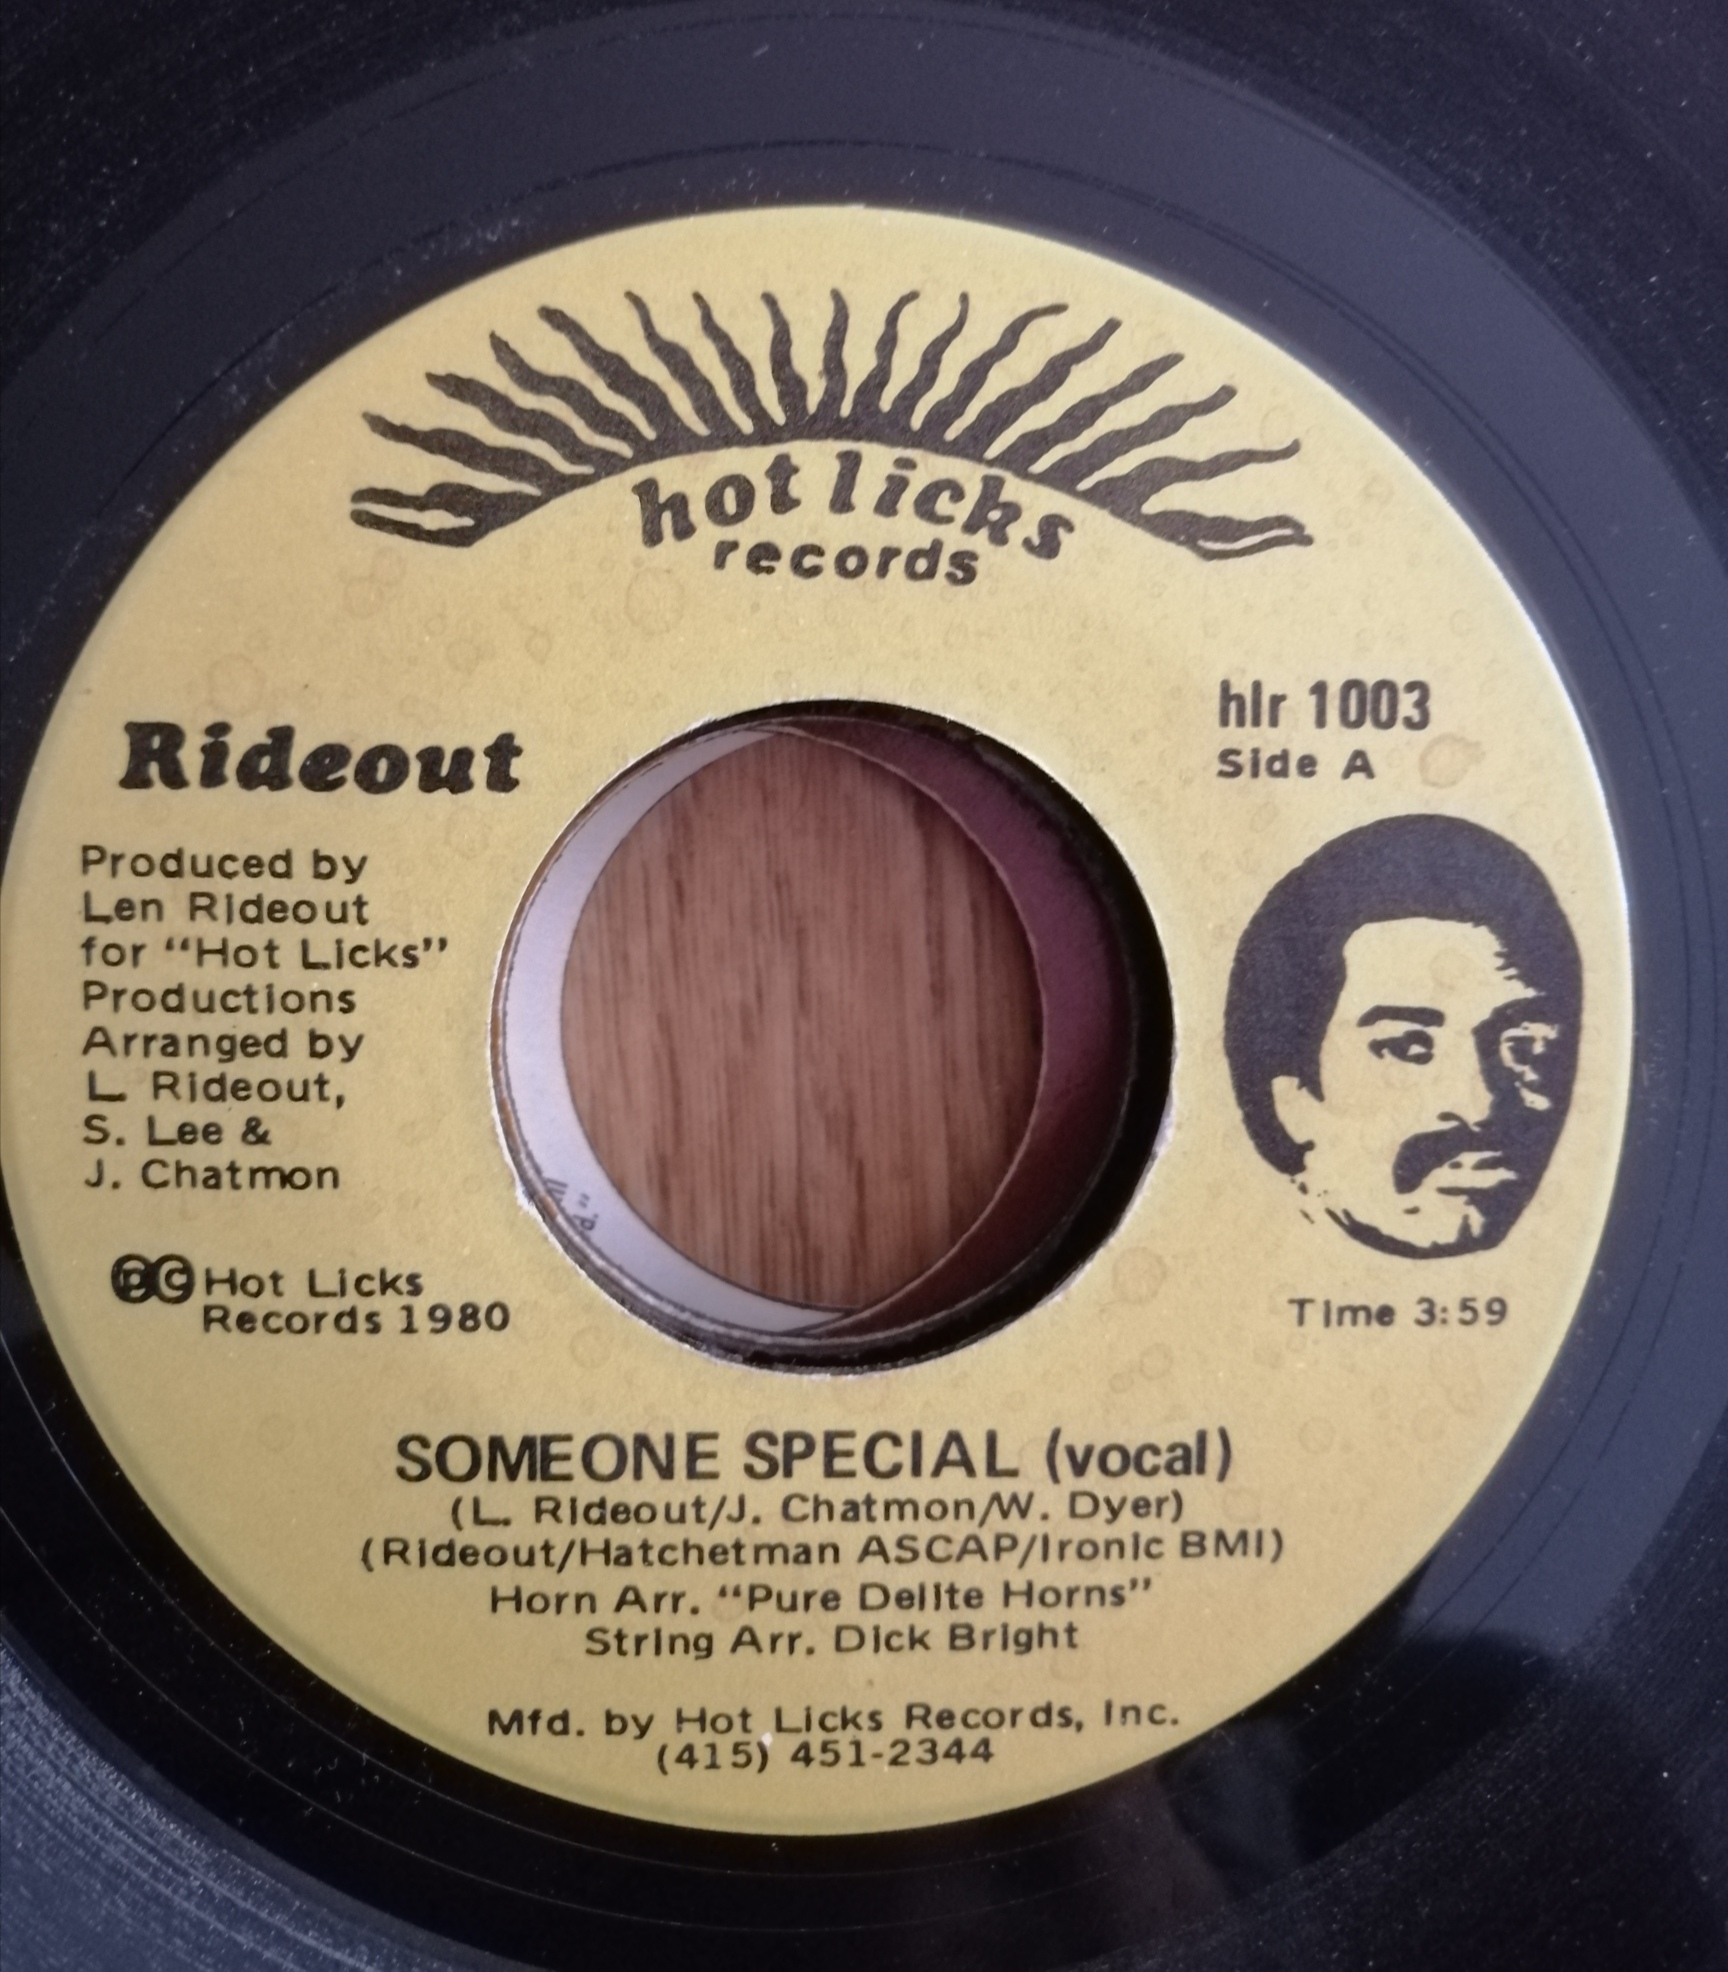 hot licks
records
hlr 1003
Side A
Rideout
Produced by
Len Rideout
for "Hot Licks"
Productions
Arranged by
L. Rideout,
S. Lee &
J. Chatmon
ⓅⒸ Hot Licks
Records 1980
Time 3:59
SOMEONE SPECIAL (vocal)
(L. Rideout/J. Chatmon/W. Dyer)
(Rideout/Hatchetman ASCAP/Ironic BMI)
Horn Arr. "Pure Delite Horns"
String Arr. Dick Bright
Mfd. by Hot Licks Records, Inc.
(415) 451-2344